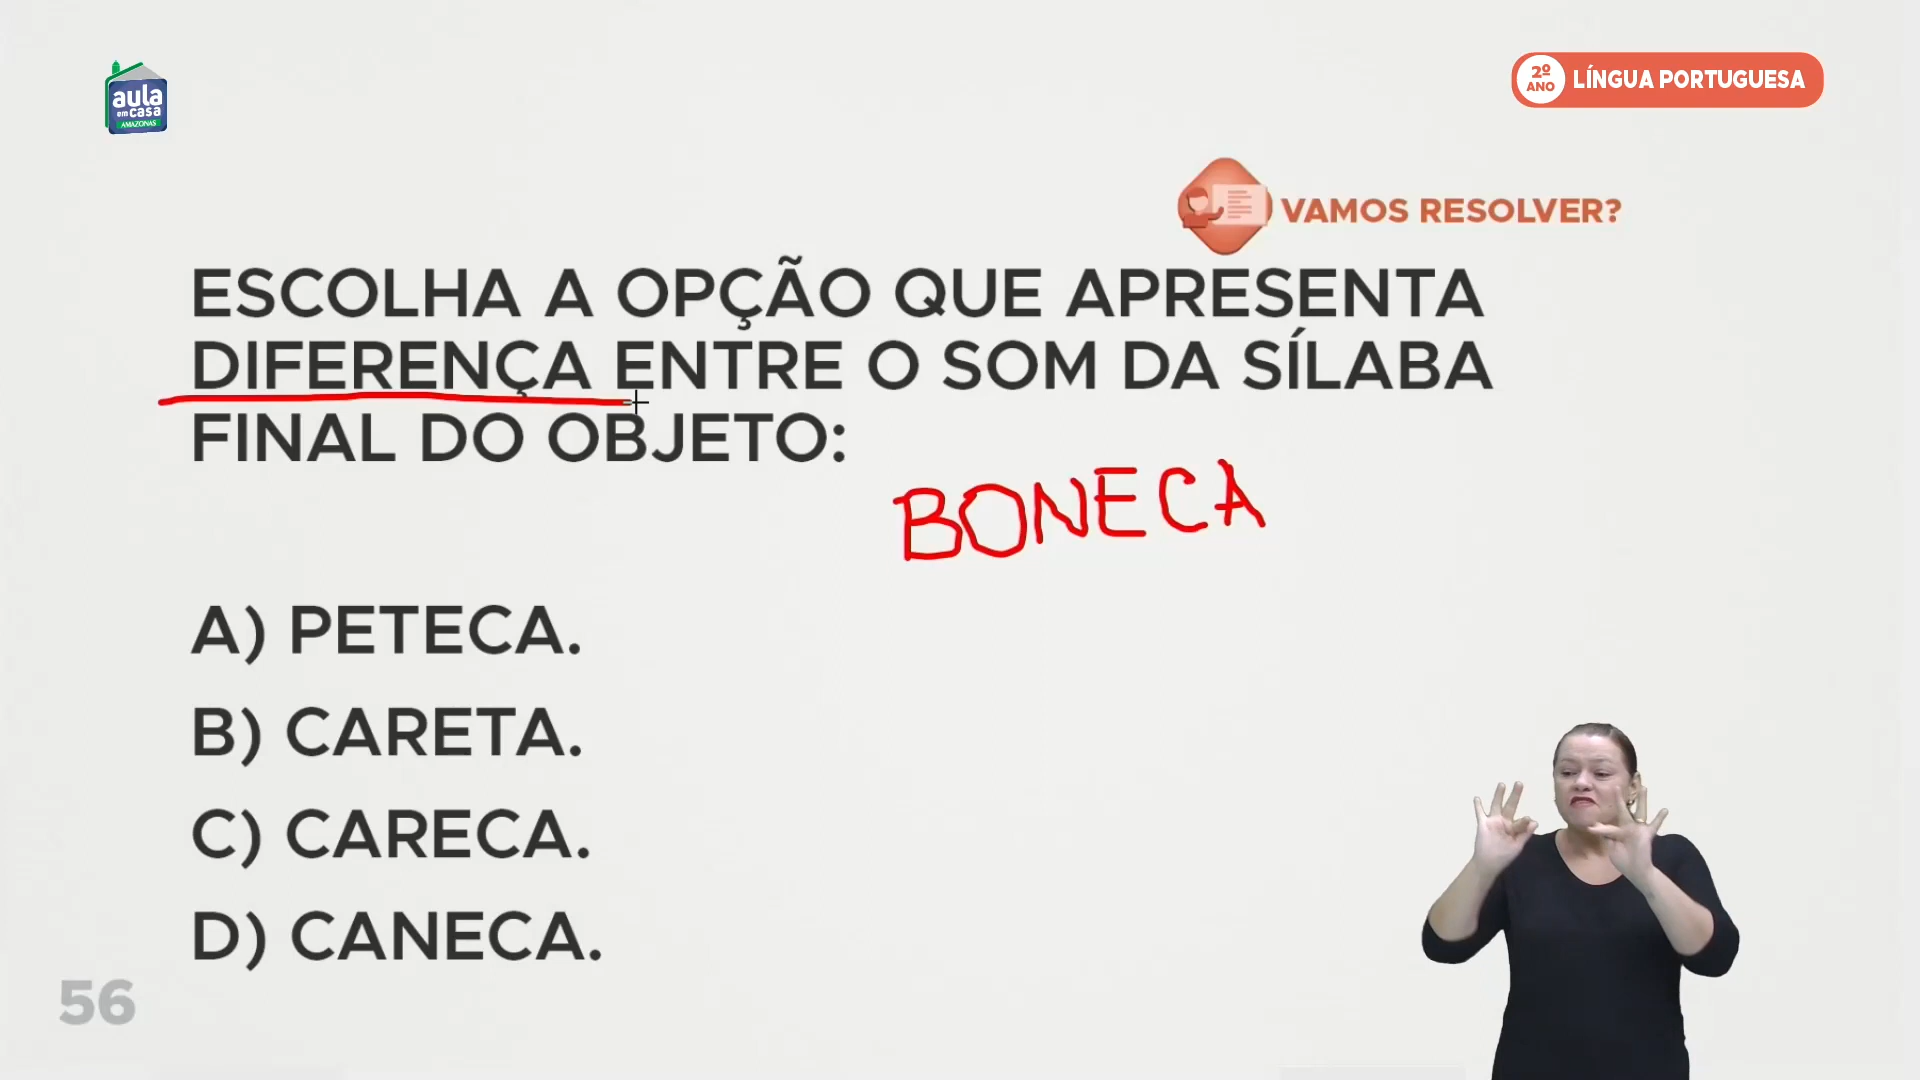 aula
em casa
AMAZONAS
2º
ANO
LÍNGUA PORTUGUESA
VAMOS RESOLVER?
ESCOLHA A OPÇÃO QUE APRESENTA
DIFERENÇA ENTRE O SOM DA SÍLABA
FINAL DO OBJETO:
BONECA
A) PETECA.
B) CARETA.
C) CARECA.
D) CANECA.
56